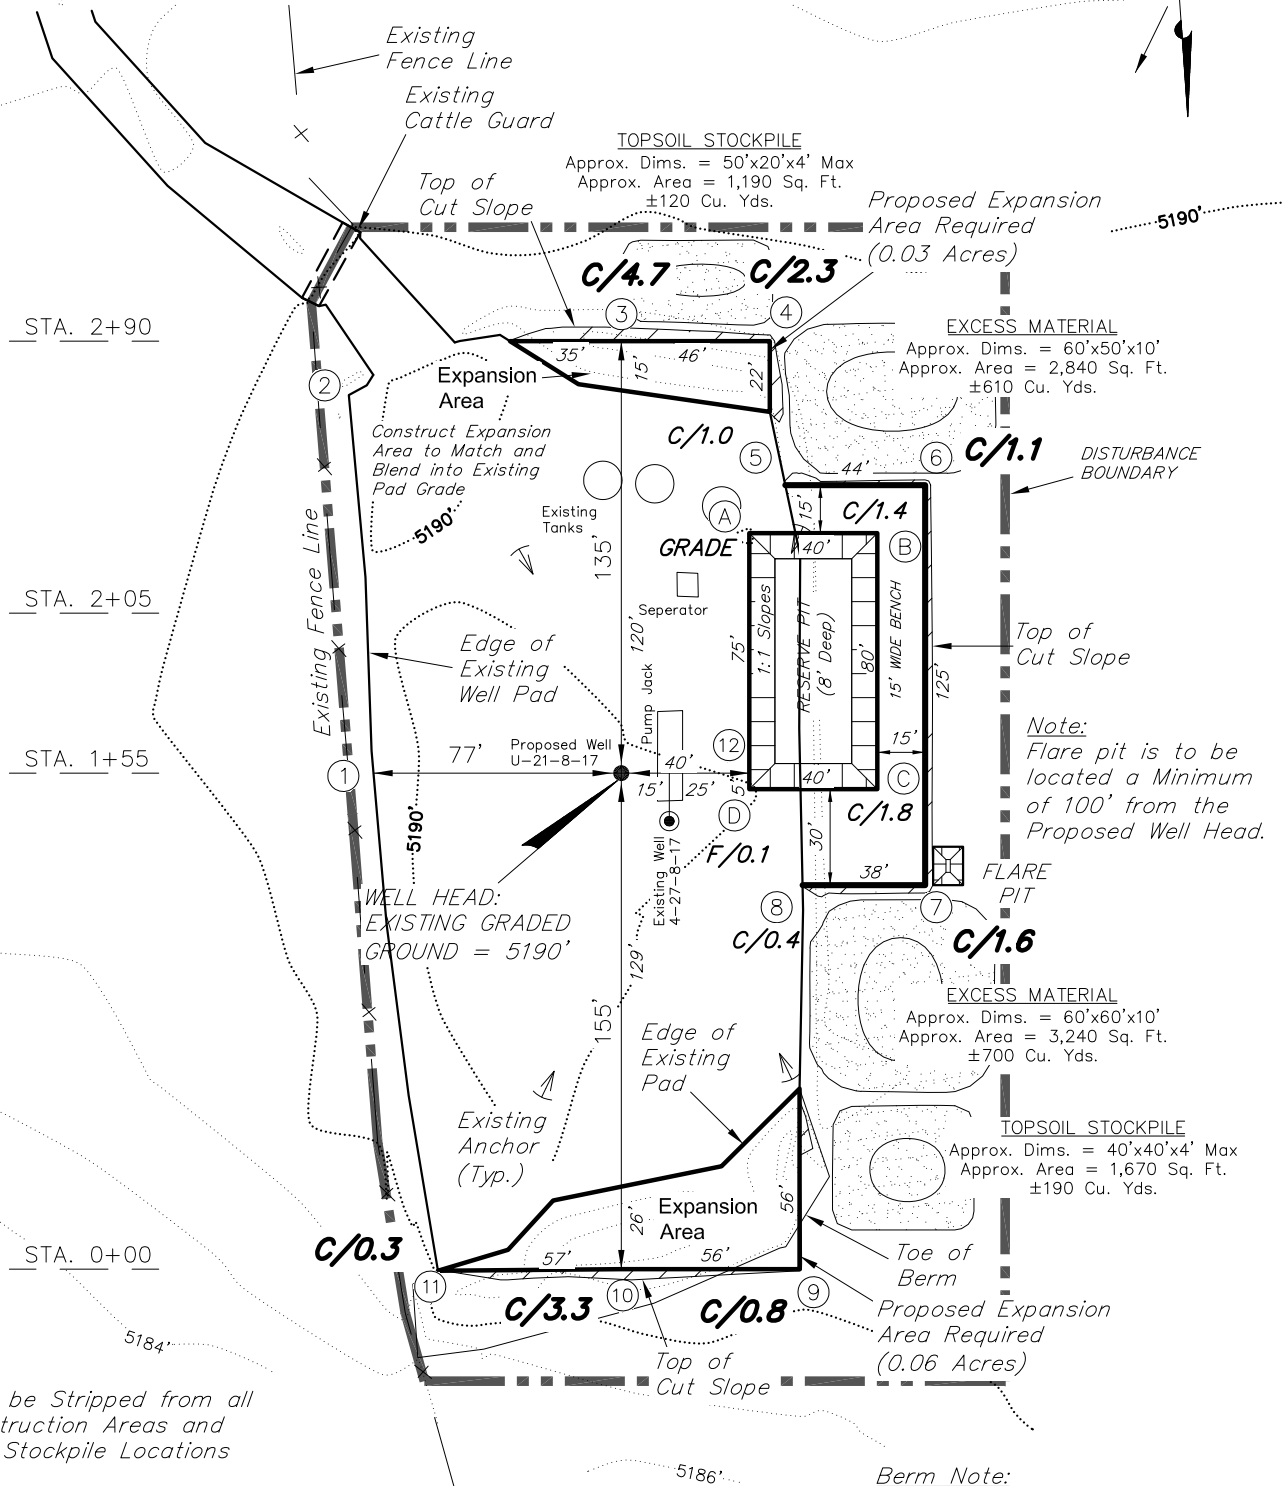 Existing
Fence Line
Existing
Cattle Guard
TOPSOIL STOCKPILE
Approx. Dims. = 50'x20'x4' Max
Approx. Area = 1,190 Sq. Ft.
±120 Cu. Yds.
Top of
Cut Slope
Proposed Expansion
Area Required
(0.03 Acres)
5190'
C/4.7
C/2.3
3
4
STA. 2+90
EXCESS MATERIAL
Approx. Dims. = 60'x50'x10'
Approx. Area = 2,840 Sq. Ft.
±610 Cu. Yds.
35'
15'
46'
22'
Expansion
Area
2
Construct Expansion
Area to Match and
Blend into Existing
Pad Grade
C/1.0
5
6
C/1.1
DISTURBANCE
BOUNDARY
44'
5190'
Existing
Tanks
A
15'
C/1.4
GRADE
40'
B
135'
Existing Fence Line
STA. 2+05
Seperator
120'
Edge of
Existing
Well Pad
75'
1:1 Slopes
RESERVE PIT
(8' Deep)
80'
15' WIDE BENCH
125'
Top of
Cut Slope
Pump Jack
Note:
Flare pit is to be
located a Minimum
of 100' from the
Proposed Well Head.
STA. 1+55
1
77'
Proposed Well
U-21-8-17
12
40'
15'
25'
5'
40'
15'
C
D
C/1.8
5190'
F/0.1
30'
38'
FLARE
PIT
WELL HEAD:
EXISTING GRADED
GROUND = 5190'
Existing Well
4-27-8-17
8
C/0.4
7
C/1.6
129'
155'
EXCESS MATERIAL
Approx. Dims. = 60'x60'x10'
Approx. Area = 3,240 Sq. Ft.
±700 Cu. Yds.
Edge of
Existing
Pad
Existing
Anchor
(Typ.)
TOPSOIL STOCKPILE
Approx. Dims. = 40'x40'x4' Max
Approx. Area = 1,670 Sq. Ft.
±190 Cu. Yds.
Expansion
Area
26'
56'
STA. 0+00
C/0.3
57'
56'
Toe of
Berm
11
10
9
C/3.3
C/0.8
Proposed Expansion
Area Required
(0.06 Acres)
5184'
Top of
Cut Slope
be Stripped from all
truction Areas and
Stockpile Locations
5186'
Berm Note: